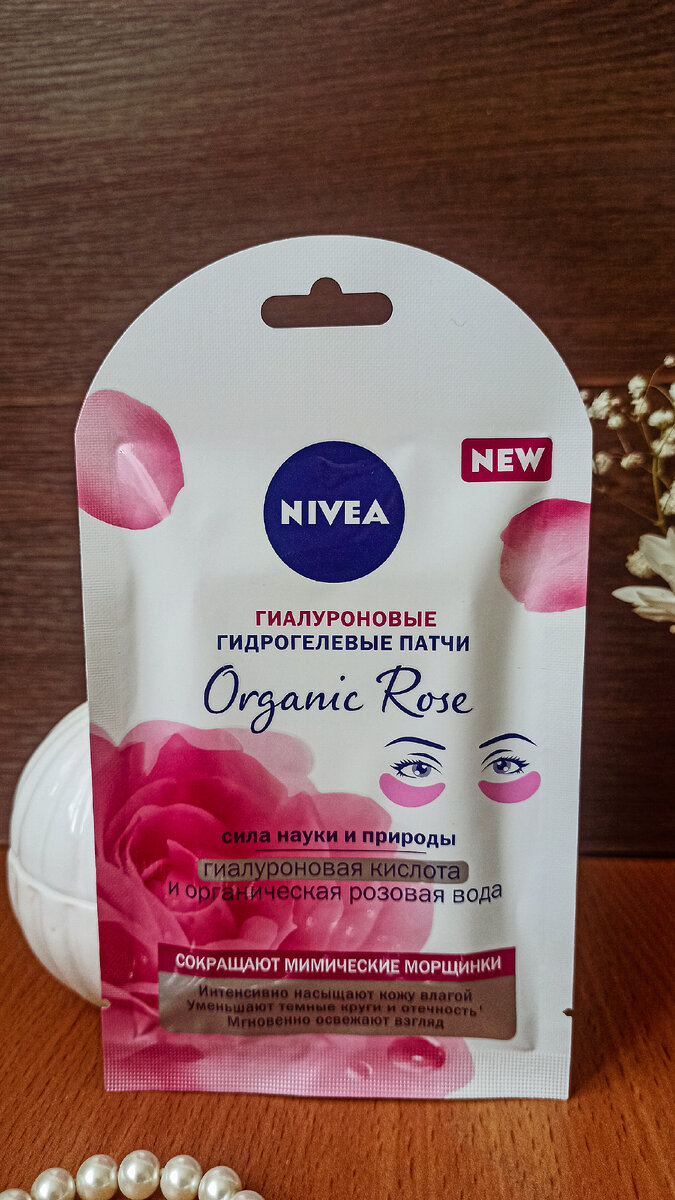 NEW
NIVEA
ГИАЛУРОНОВЫЕ
ГИДРОГЕЛЕВЫЕ ПАТЧИ
Organic Rose
сила науки и природы
гиалуроновая кислота
и органическая розовая вода
СОКРАЩАЮТ МИМИЧЕСКИЕ МОРЩИНКИ
Интенсивно насыщают кожу влагой
Уменьшают темные круги и отечность¹
Мгновенно освежают взгляд